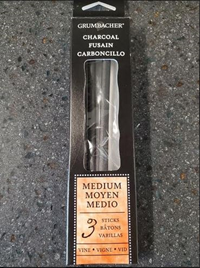 GRUMBACHER
CHARCOAL
FUSAIN
CARBONCILLO
MEDIUM
MOYEN
MEDIO
3 STICKS
BÂTONS
VARILLAS
VINE • VIGNE • VID